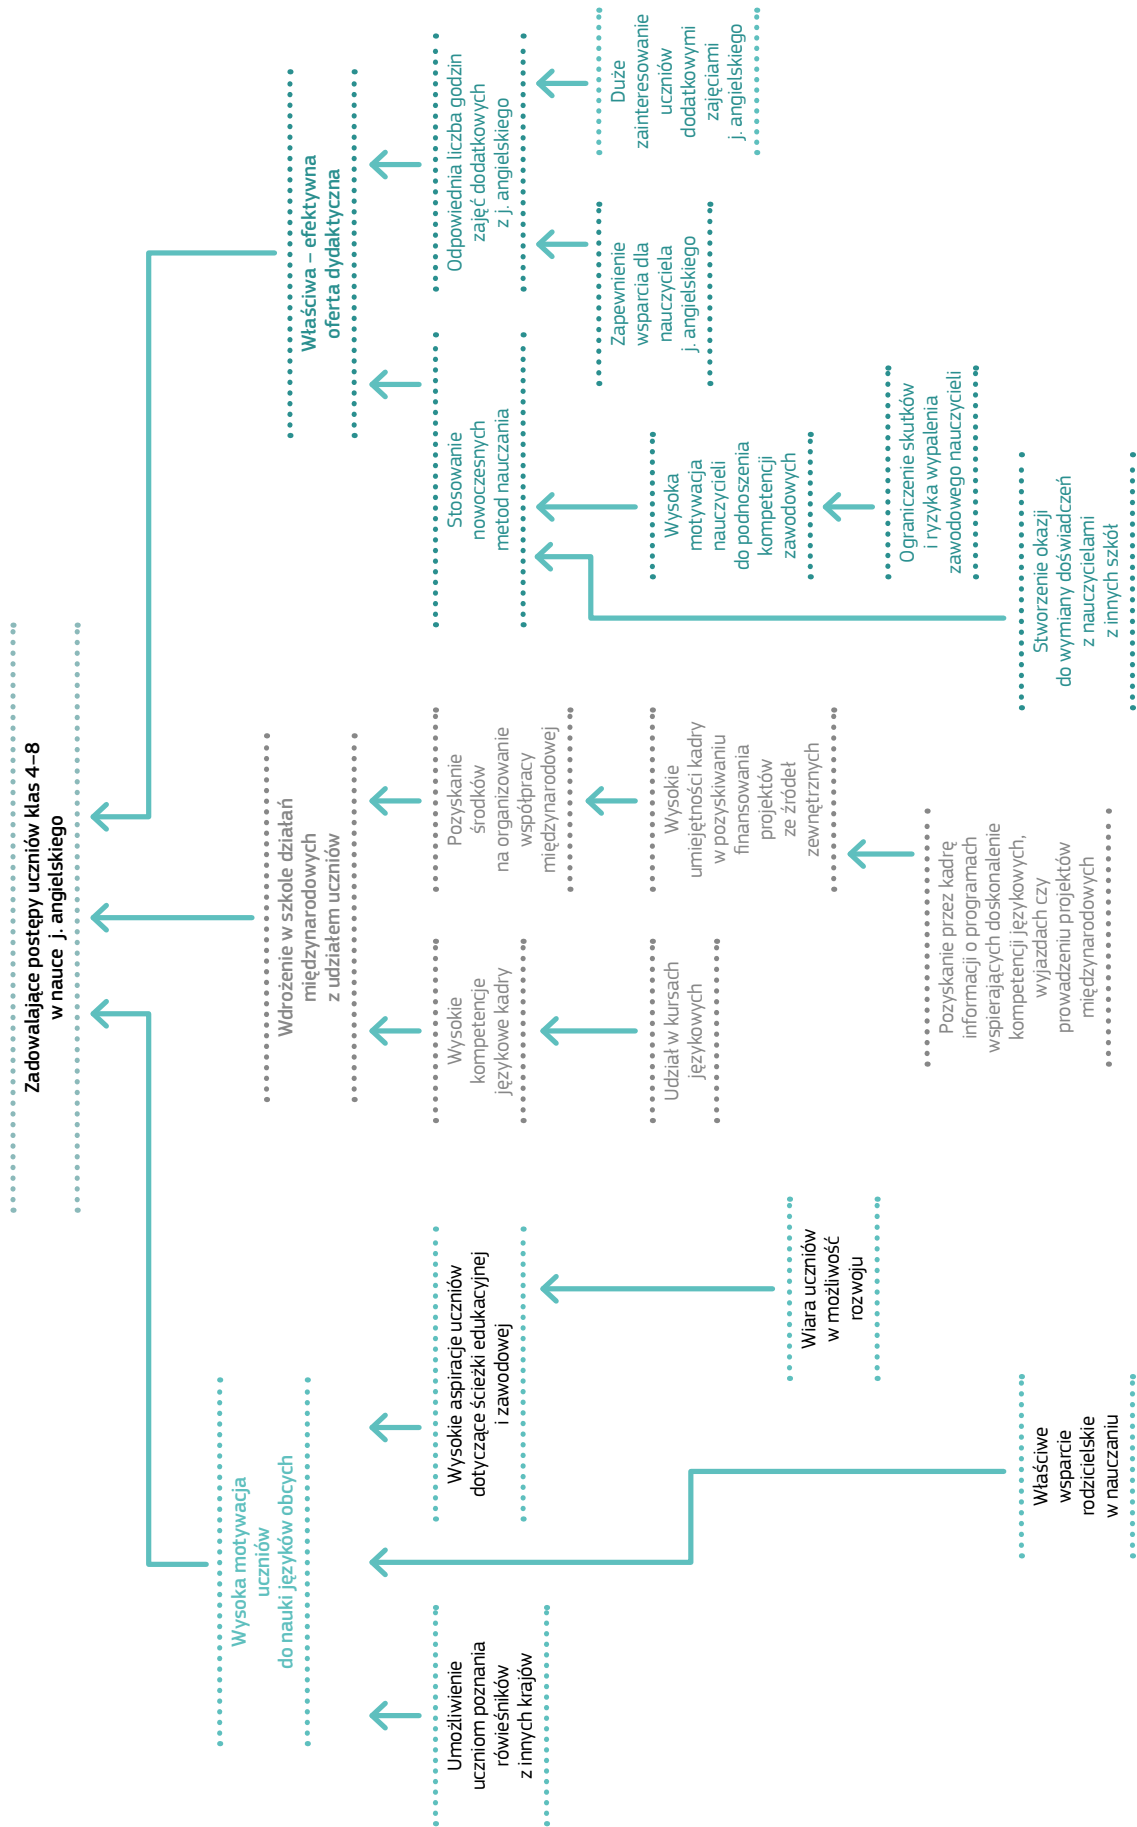 Zadowalające postępy uczniów klas 4–8
w nauce j. angielskiego
Wysoka motywacja
uczniów
do nauki języków obcych
Umożliwienie
uczniom poznania
rówieśników
z innych krajów
Wysokie aspiracje uczniów
dotyczące ścieżki edukacyjnej
i zawodowej
Wiara uczniów
w możliwość
rozwoju
Właściwe
wsparcie
rodzicielskie
w nauczaniu
Wdrożenie w szkole działań
międzynarodowych
z udziałem uczniów
Wysokie
kompetencje
językowe kadry
Udział w kursach
językowych
Pozyskanie
środków
na organizowanie
współpracy
międzynarodowej
Wysokie
umiejętności kadry
w pozyskiwaniu
finansowania
projektów
ze źródeł
zewnętrznych
Pozyskanie przez kadrę
informacji o programach
wspierających doskonalenie
kompetencji językowych,
wyjazdach czy
prowadzeniu projektów
międzynarodowych
Właściwa – efektywna
oferta dydaktyczna
Stosowanie
nowoczesnych
metod nauczania
Wysoka
motywacja
nauczycieli
do podnoszenia
kompetencji
zawodowych
Ograniczenie skutków
i ryzyka wypalenia
zawodowego nauczycieli
Stworzenie okazji
do wymiany doświadczeń
z nauczycielami
z innych szkół
Odpowiednia liczba godzin
zajęć dodatkowych
z j. angielskiego
Zapewnienie
wsparcia dla
nauczyciela
j. angielskiego
Duże
zainteresowanie
uczniów
dodatkowymi
zajęciami
j. angielskiego